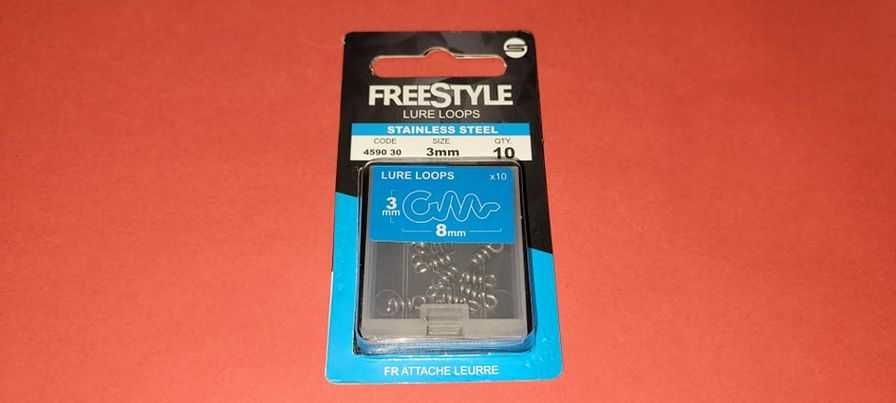 S
FREESTYLE
LURE LOOPS
STAINLESS STEEL
CODE SIZE QTY.
4590 30 3mm 10
LURE LOOPS x10
3
mm
8mm
FR ATTACHE LEURRE